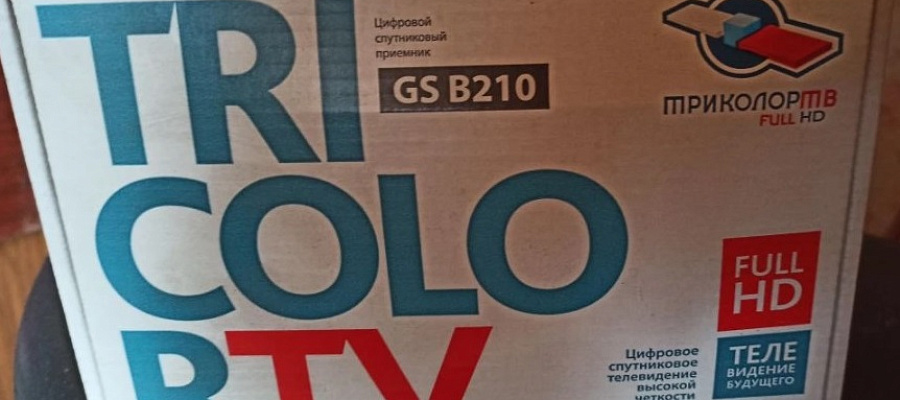 TRI
Цифровой
спутниковый
приемник
GS B210
ТРИКОЛОРТВ
FULL HD
COLO
RTV
FULL
HD
Цифровое
спутниковое
телевидение
высокой
четкости
ТЕЛЕ
ВИДЕНИЕ
БУДУЩЕГО